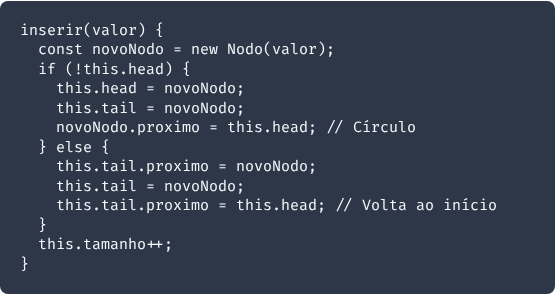 inserir(valor) {
  const novoNodo = new Nodo(valor);
  if (!this.head) {
    this.head = novoNodo;
    this.tail = novoNodo;
    novoNodo.proximo = this.head; // Círculo
  } else {
    this.tail.proximo = novoNodo;
    this.tail = novoNodo;
    this.tail.proximo = this.head; // Volta ao início
  }
  this.tamanho++;
}